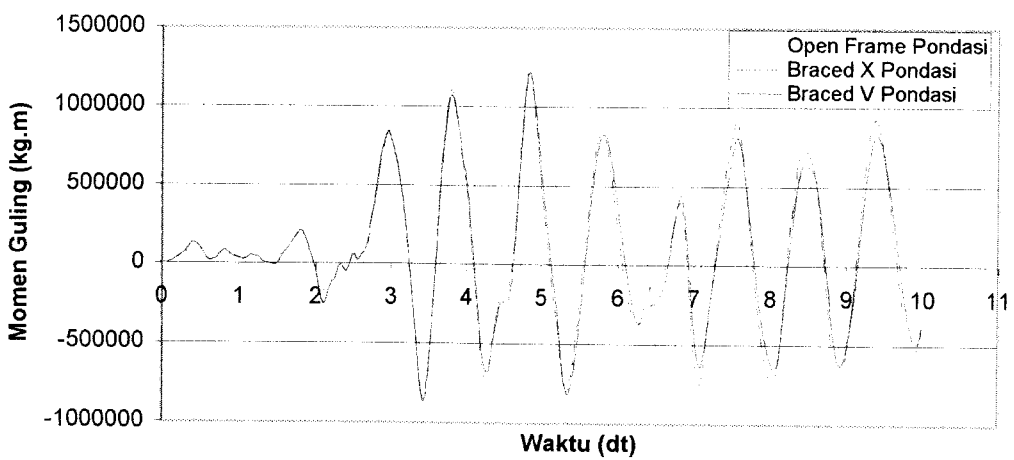 1500000
1000000
500000
0
-500000
-1000000
Momen Guling (kg.m)
Open Frame Pondasi
Braced X Pondasi
Braced V Pondasi
0 1 2 3 4 5 6 7 8 9 10 11
Waktu (dt)